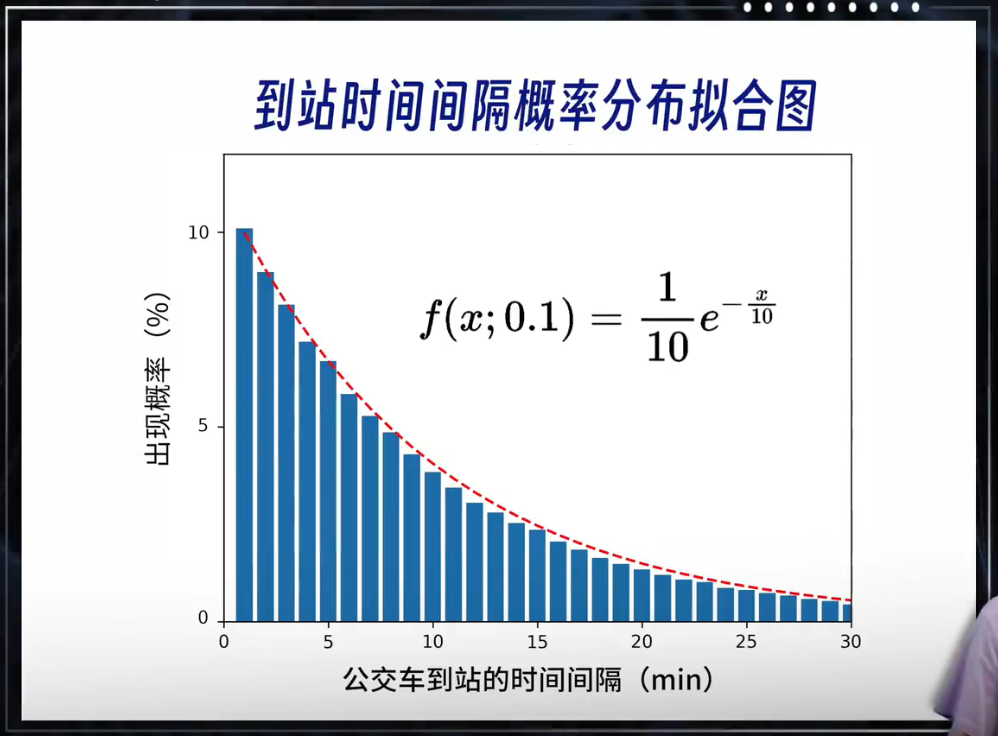 到站时间间隔概率分布拟合图
出现概率（%）
10
5
0
f(x;0.1) = \frac{1}{10} e^{-\frac{x}{10}}
0 5 10 15 20 25 30
公交车到站的时间间隔（min）